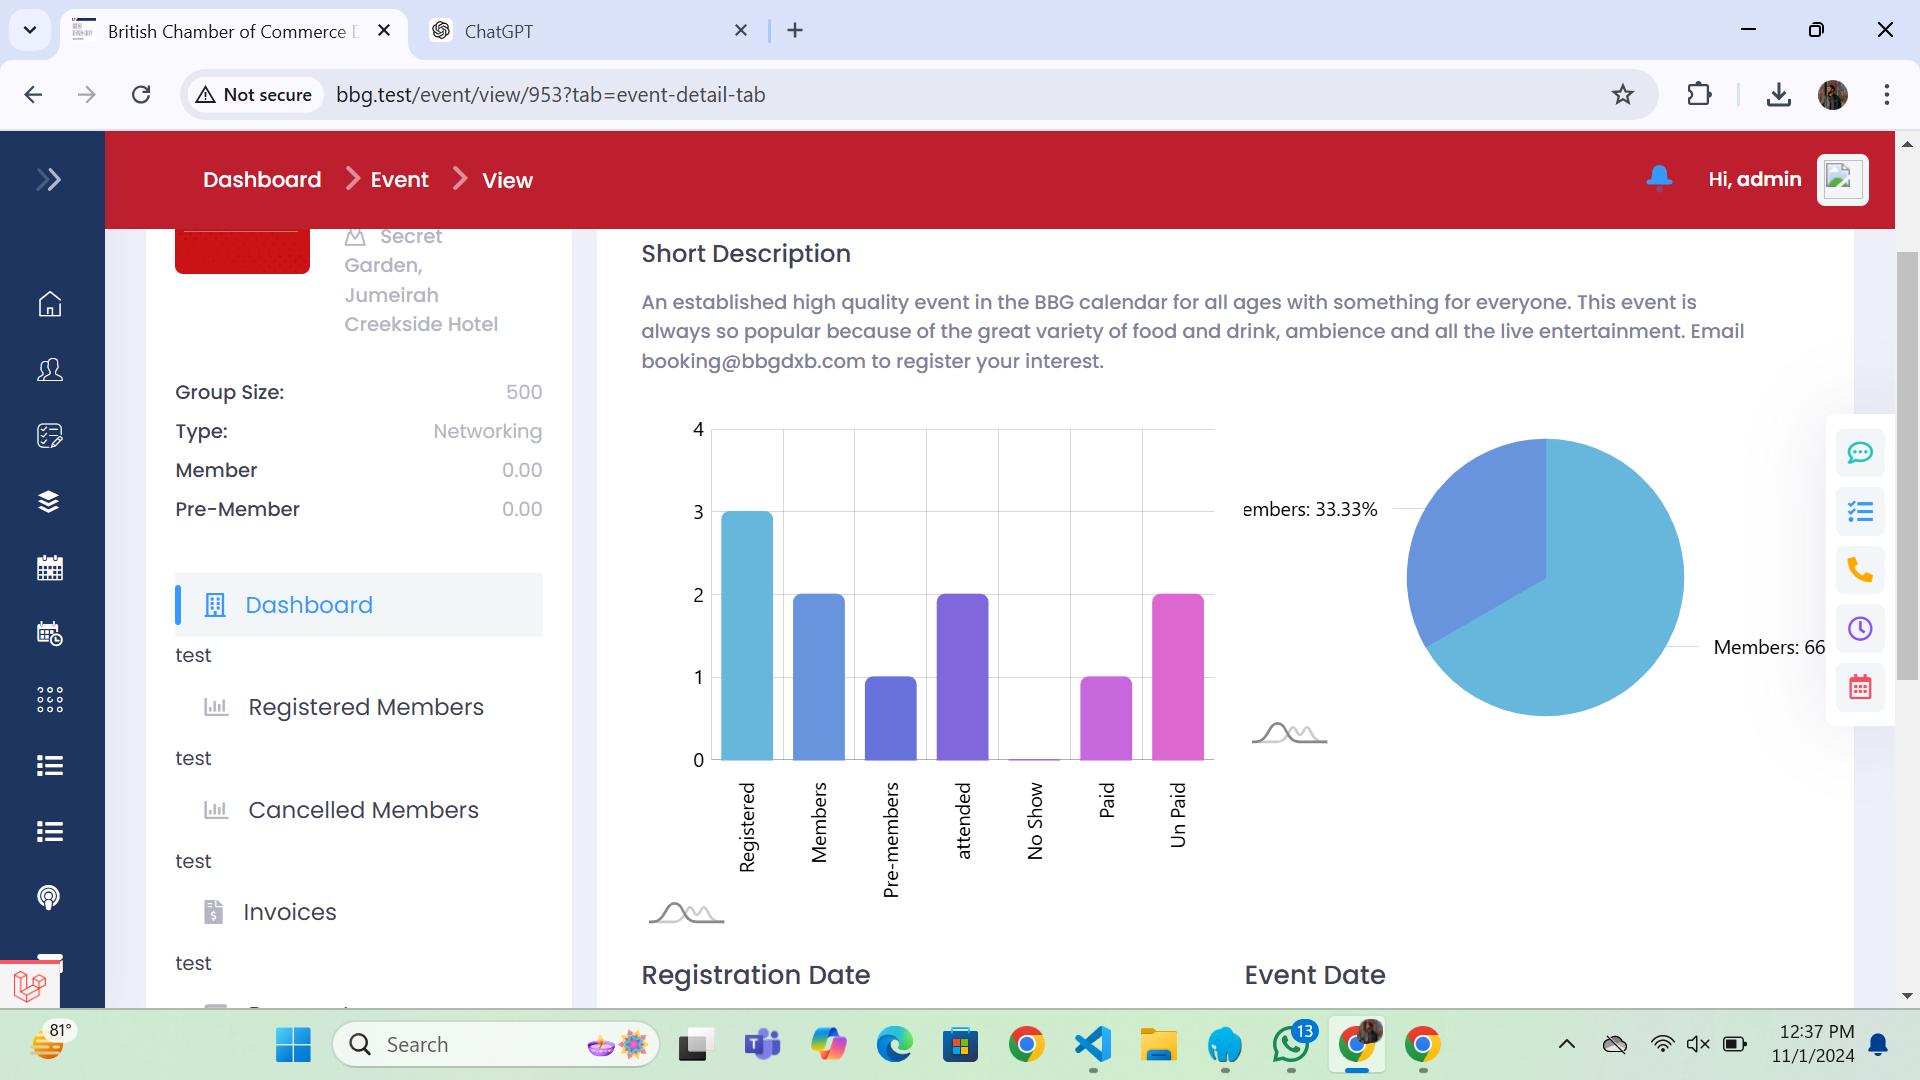 British Chamber of Commerce
ChatGPT
Not secure
bbg.test/event/view/953?tab=event-detail-tab
Dashboard
Event
View
Hi, admin
Secret
Garden,
Jumeirah
Creekside Hotel
Group Size:
500
Type:
Networking
Member
0.00
Pre-Member
0.00
Dashboard
test
Registered Members
test
Cancelled Members
test
Invoices
test
Short Description
An established high quality event in the BBG calendar for all ages with something for everyone. This event is
always so popular because of the great variety of food and drink, ambience and all the live entertainment. Email
booking@bbgdxb.com to register your interest.
4
3
2
1
0
Registered
Members
Pre-members
attended
No Show
Paid
Un Paid
embers: 33.33%
Members: 66
Registration Date
Event Date
81°
Search
13
12:37 PM
11/1/2024